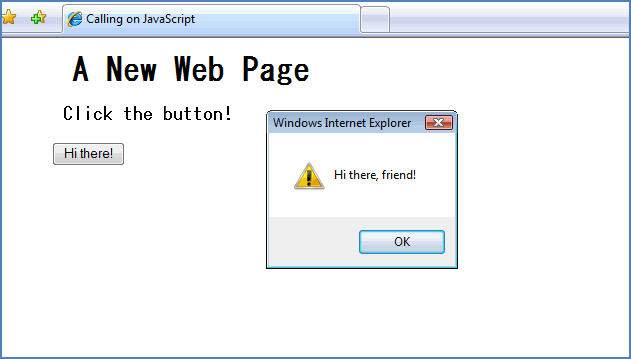 Calling on JavaScript
A New Web Page
Click the button!
Hi there!
Windows Internet Explorer
Hi there, friend!
OK